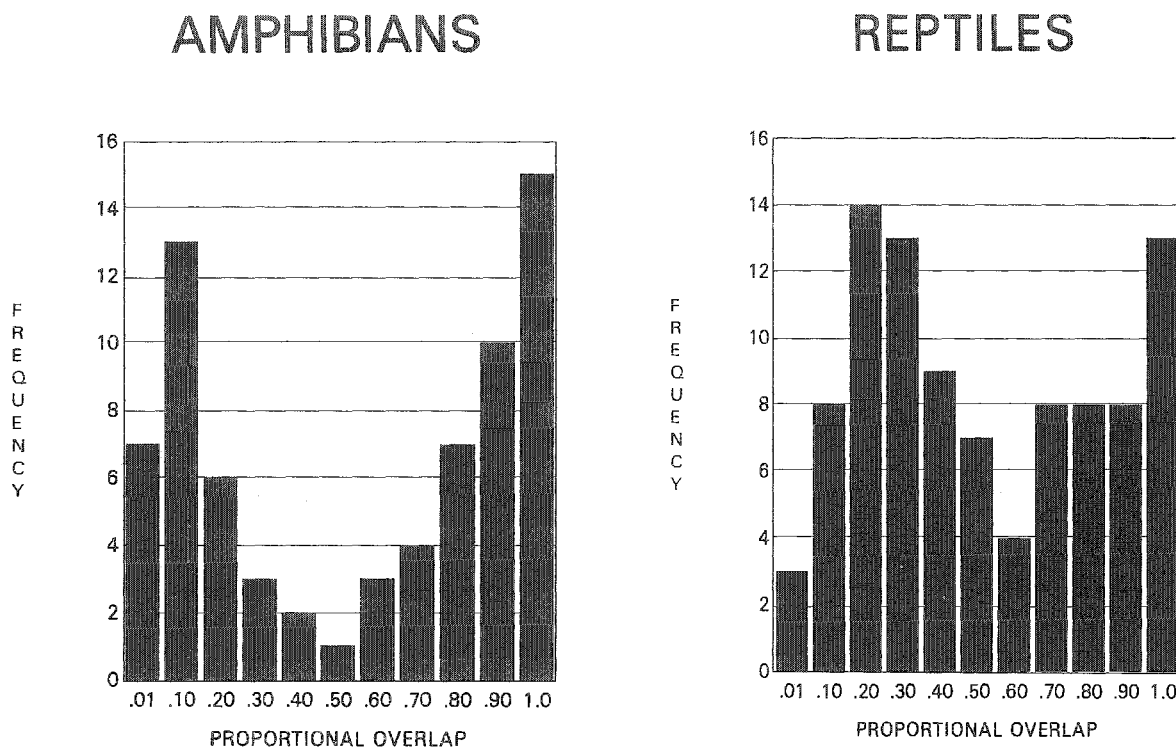 AMPHIBIANS
16
14
12
10
8
6
4
2
0
FREQUENCY
.01 .10 .20 .30 .40 .50 .60 .70 .80 .90 1.0
PROPORTIONAL OVERLAP
REPTILES
16
14
12
10
8
6
4
2
0
FREQUENCY
.01 .10 .20 .30 .40 .50 .60 .70 .80 .90 1.0
PROPORTIONAL OVERLAP